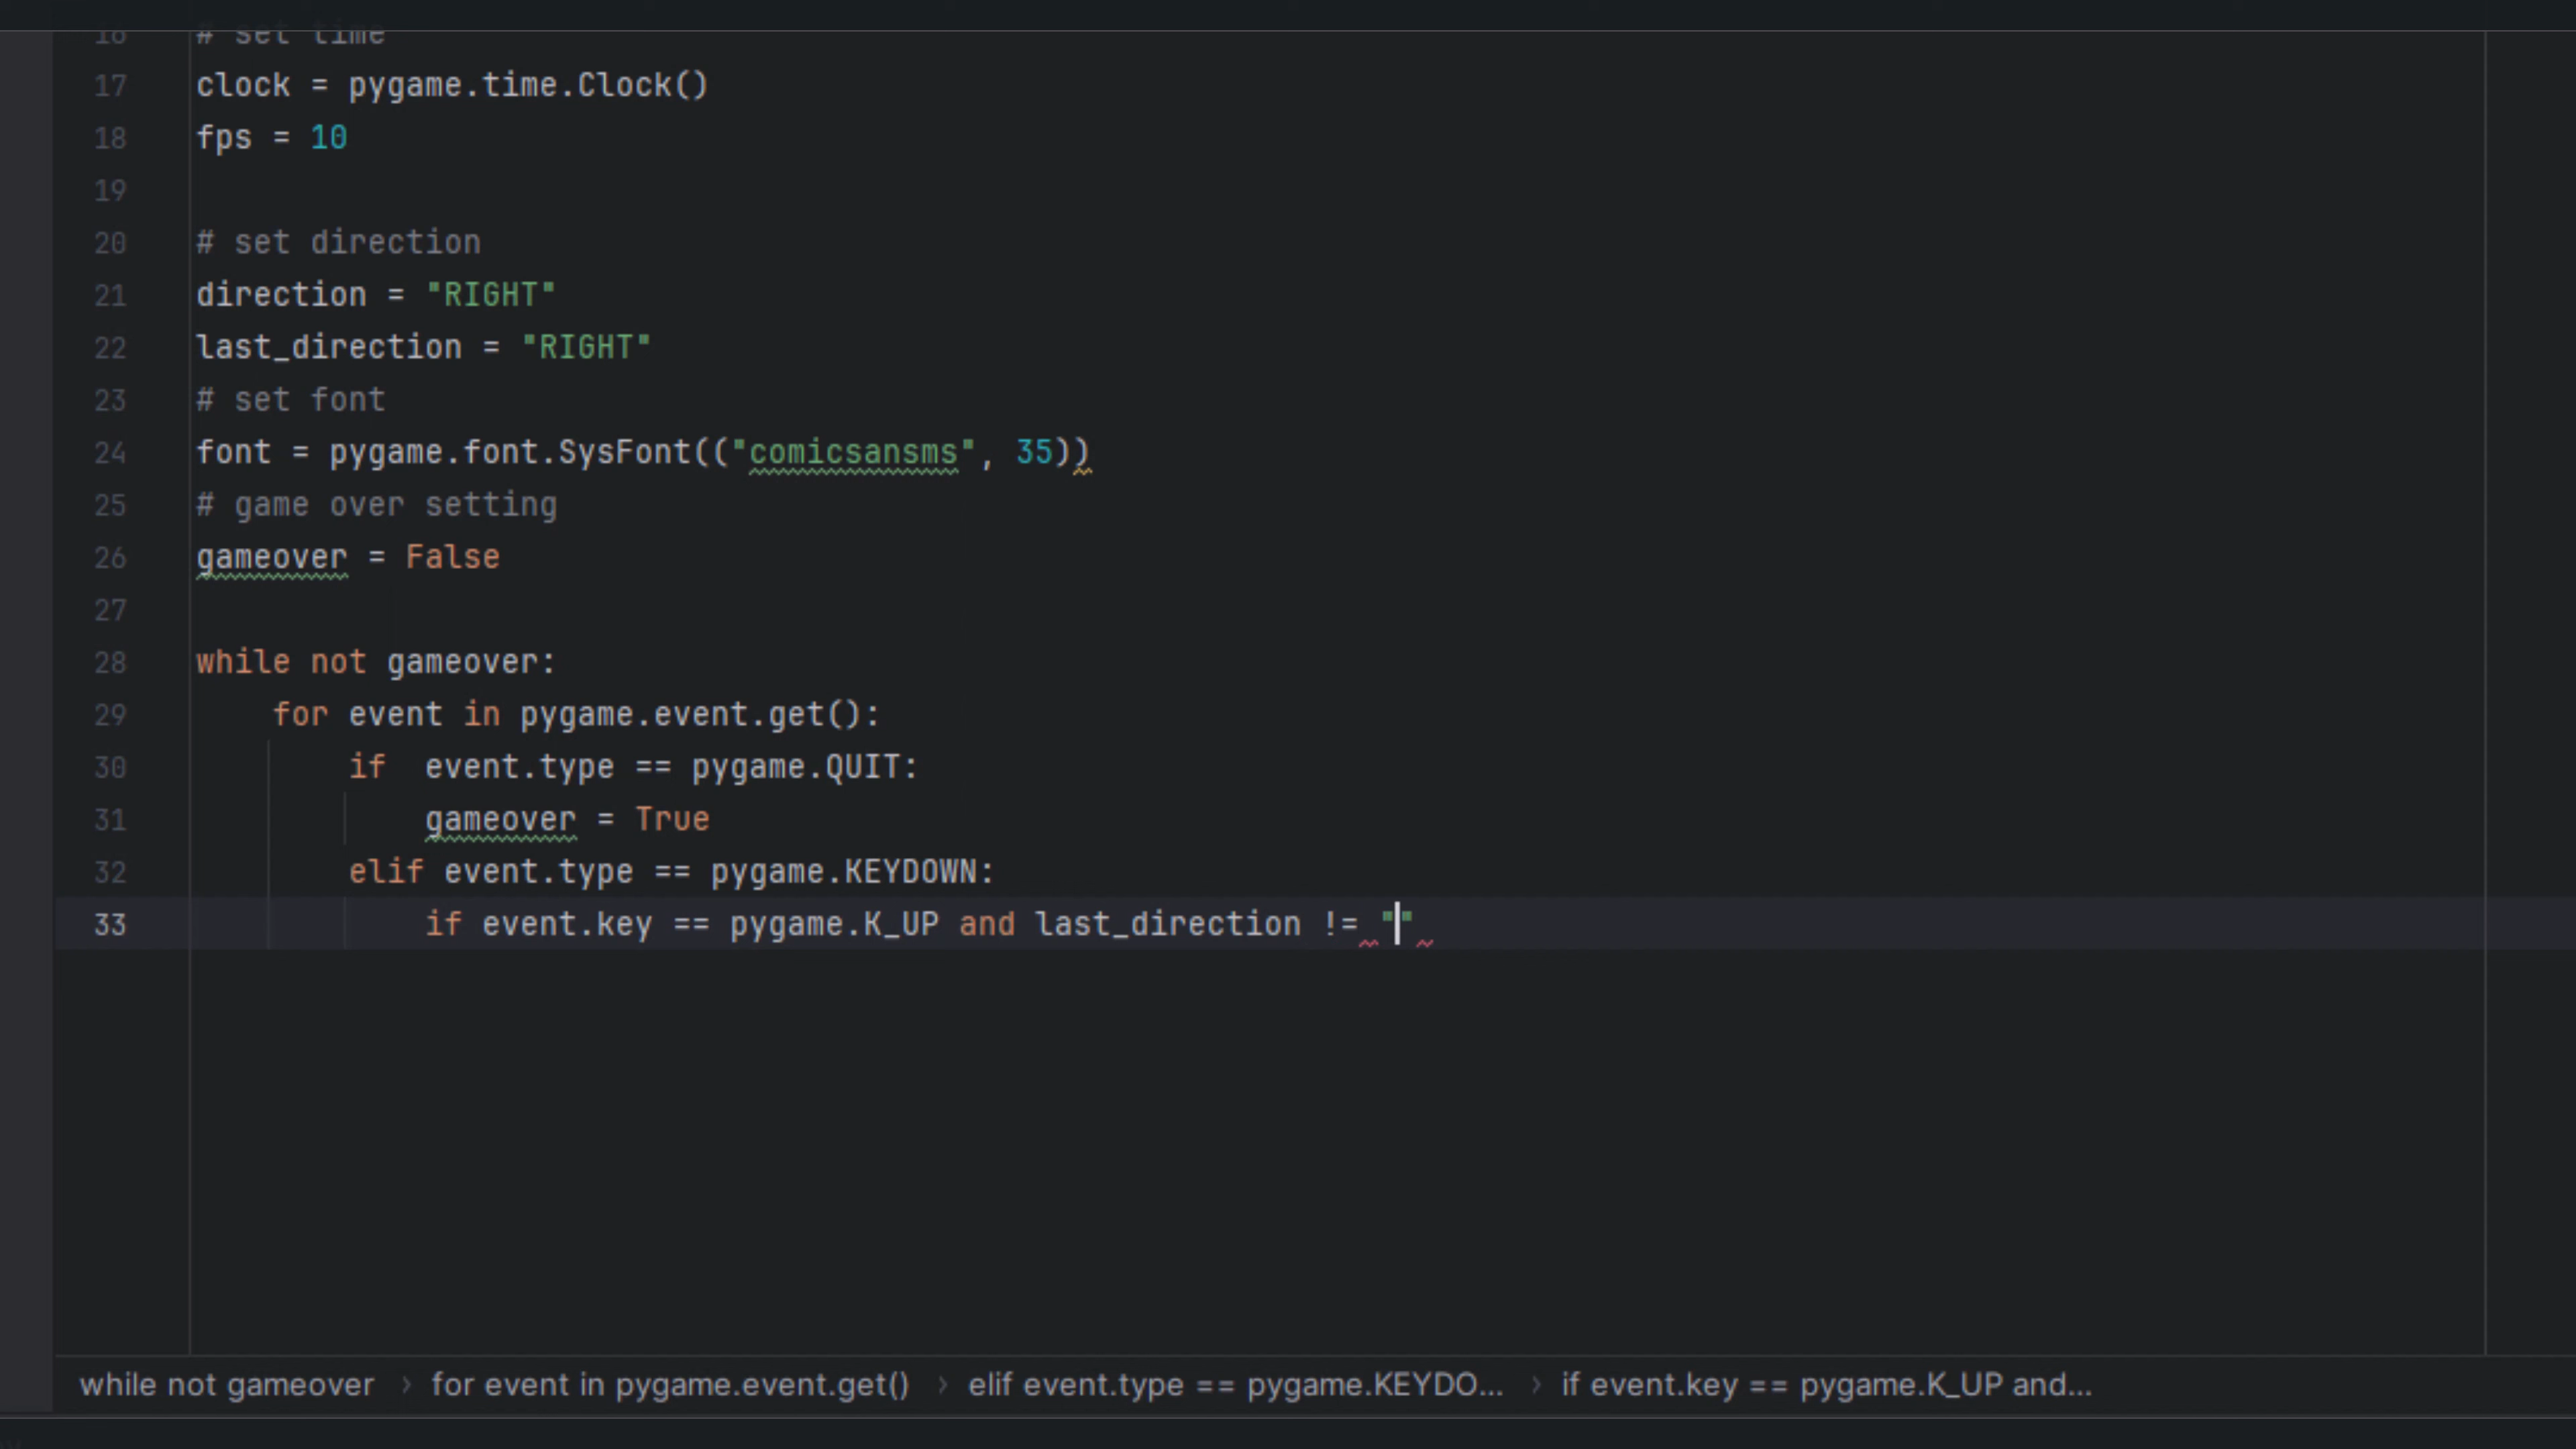 16 # set time
17 clock = pygame.time.Clock()
18 fps = 10
19
20 # set direction
21 direction = "RIGHT"
22 last_direction = "RIGHT"
23 # set font
24 font = pygame.font.SysFont(("comicsansms", 35))
25 # game over setting
26 gameover = False
27
28 while not gameover:
29     for event in pygame.event.get():
30         if  event.type == pygame.QUIT:
31             gameover = True
32         elif event.type == pygame.KEYDOWN:
33             if event.key == pygame.K_UP and last_direction != ""
while not gameover › for event in pygame.event.get() › elif event.type == pygame.KEYDO... › if event.key == pygame.K_UP and...